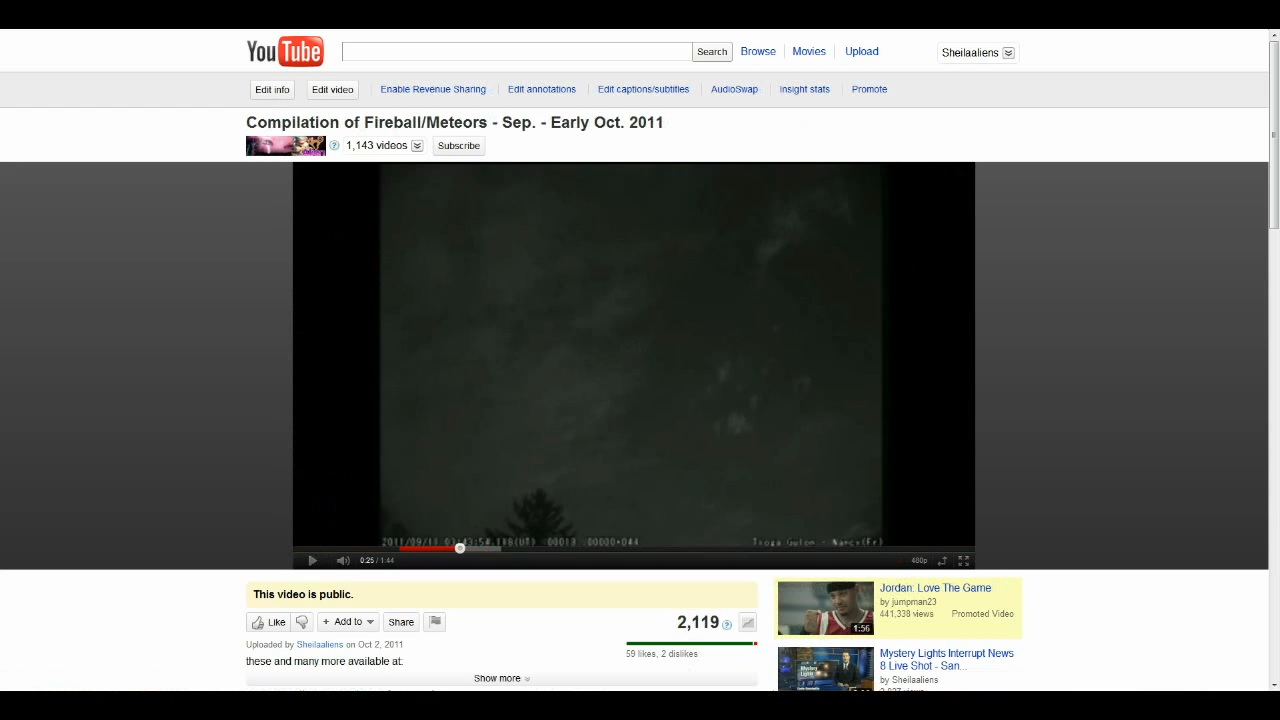 YouTube Search Browse Movies Upload Sheilaaliens
Edit info Edit video Enable Revenue Sharing Edit annotations Edit captions/subtitles AudioSwap Insight stats Promote
Compilation of Fireball/Meteors - Sep. - Early Oct. 2011
1,143 videos Subscribe
0:25 / 1:44 480p
This video is public.
Like + Add to Share 2,119
Uploaded by Sheilaaliens on Oct 2, 2011
59 likes, 2 dislikes
these and many more available at:
Show more
Jordan: Love The Game
by jumpman23
441,338 views Promoted Video
1:56
Mystery Lights Interrupt News
8 Live Shot - San...
by Sheilaaliens